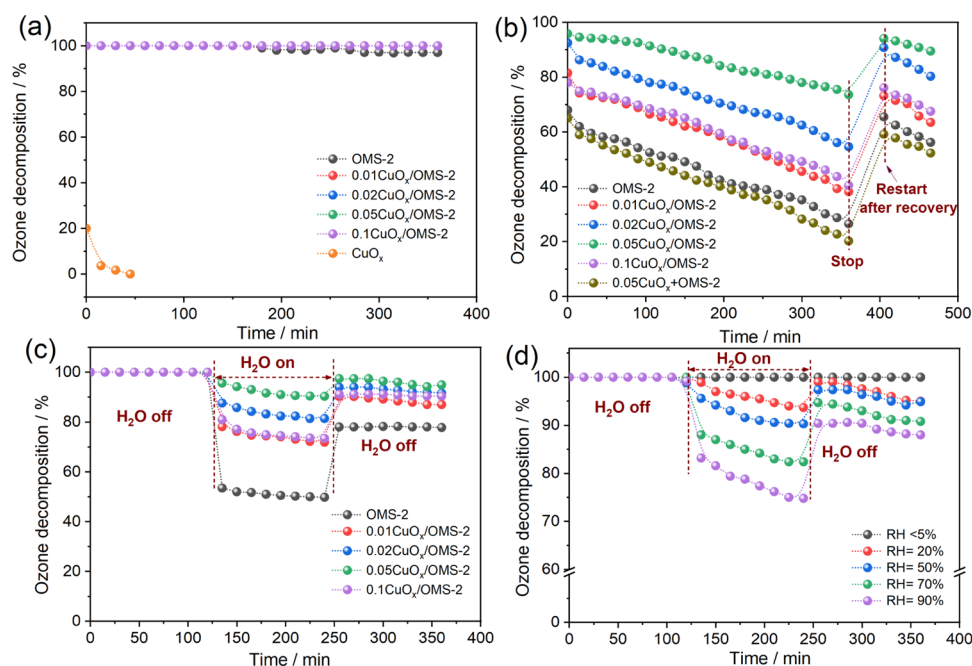 (a)
Ozone decomposition / %
100
80
60
40
20
0
OMS-2
0.01CuOₓ/OMS-2
0.02CuOₓ/OMS-2
0.05CuOₓ/OMS-2
0.1CuOₓ/OMS-2
CuOₓ
0 100 200 300 400
Time / min
(b)
Ozone decomposition / %
100
80
60
40
20
0
OMS-2
0.01CuOₓ/OMS-2
0.02CuOₓ/OMS-2
0.05CuOₓ/OMS-2
0.1CuOₓ/OMS-2
0.05CuOₓ+OMS-2
Stop
Restart
after recovery
0 100 200 300 400 500
Time / min
(c)
Ozone decomposition / %
100
80
60
40
20
0
H₂O on
H₂O off
H₂O off
OMS-2
0.01CuOₓ/OMS-2
0.02CuOₓ/OMS-2
0.05CuOₓ/OMS-2
0.1CuOₓ/OMS-2
0 50 100 150 200 250 300 350 400
Time / min
(d)
Ozone decomposition / %
100
90
80
70
60
0
H₂O on
H₂O off
H₂O off
RH <5%
RH= 20%
RH= 50%
RH= 70%
RH= 90%
0 50 100 150 200 250 300 350 400
Time / min